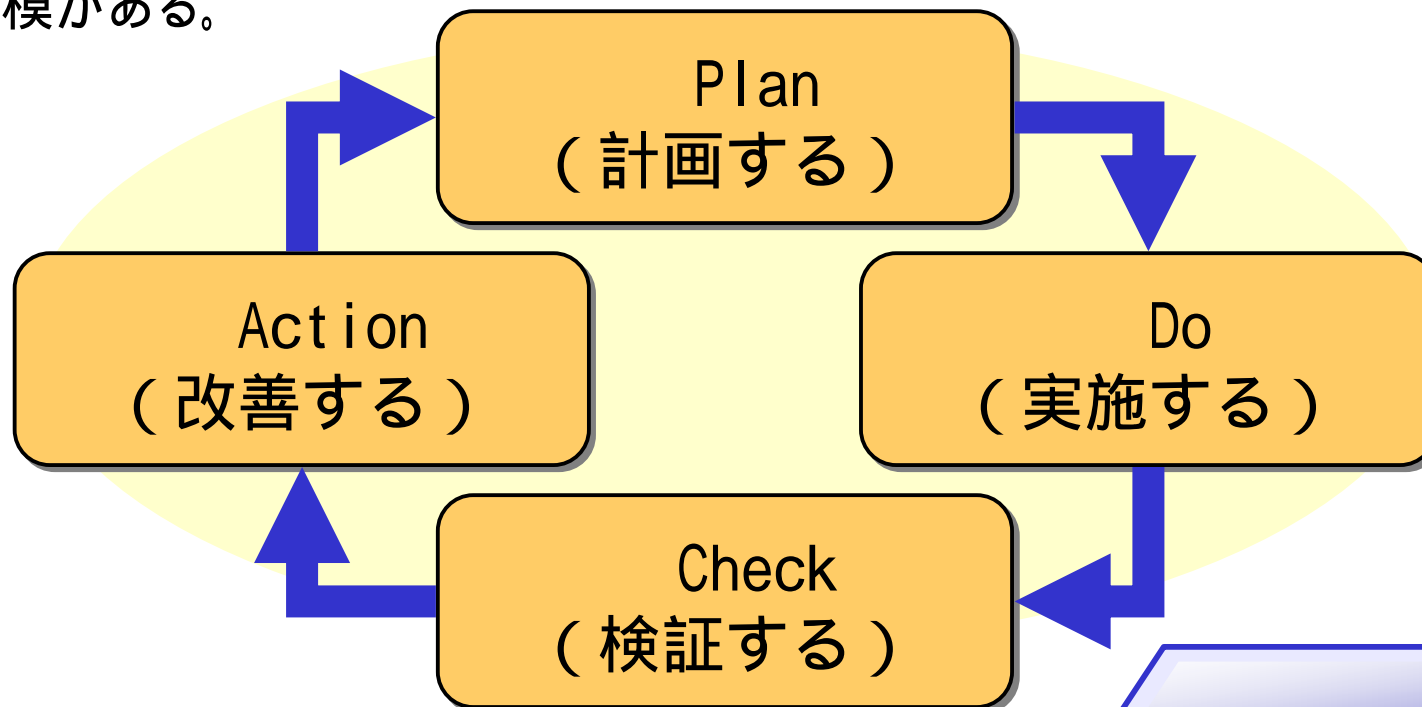 模がある。
Plan
(計画する)
Action
(改善する)
Do
(実施する)
Check
(検証する)